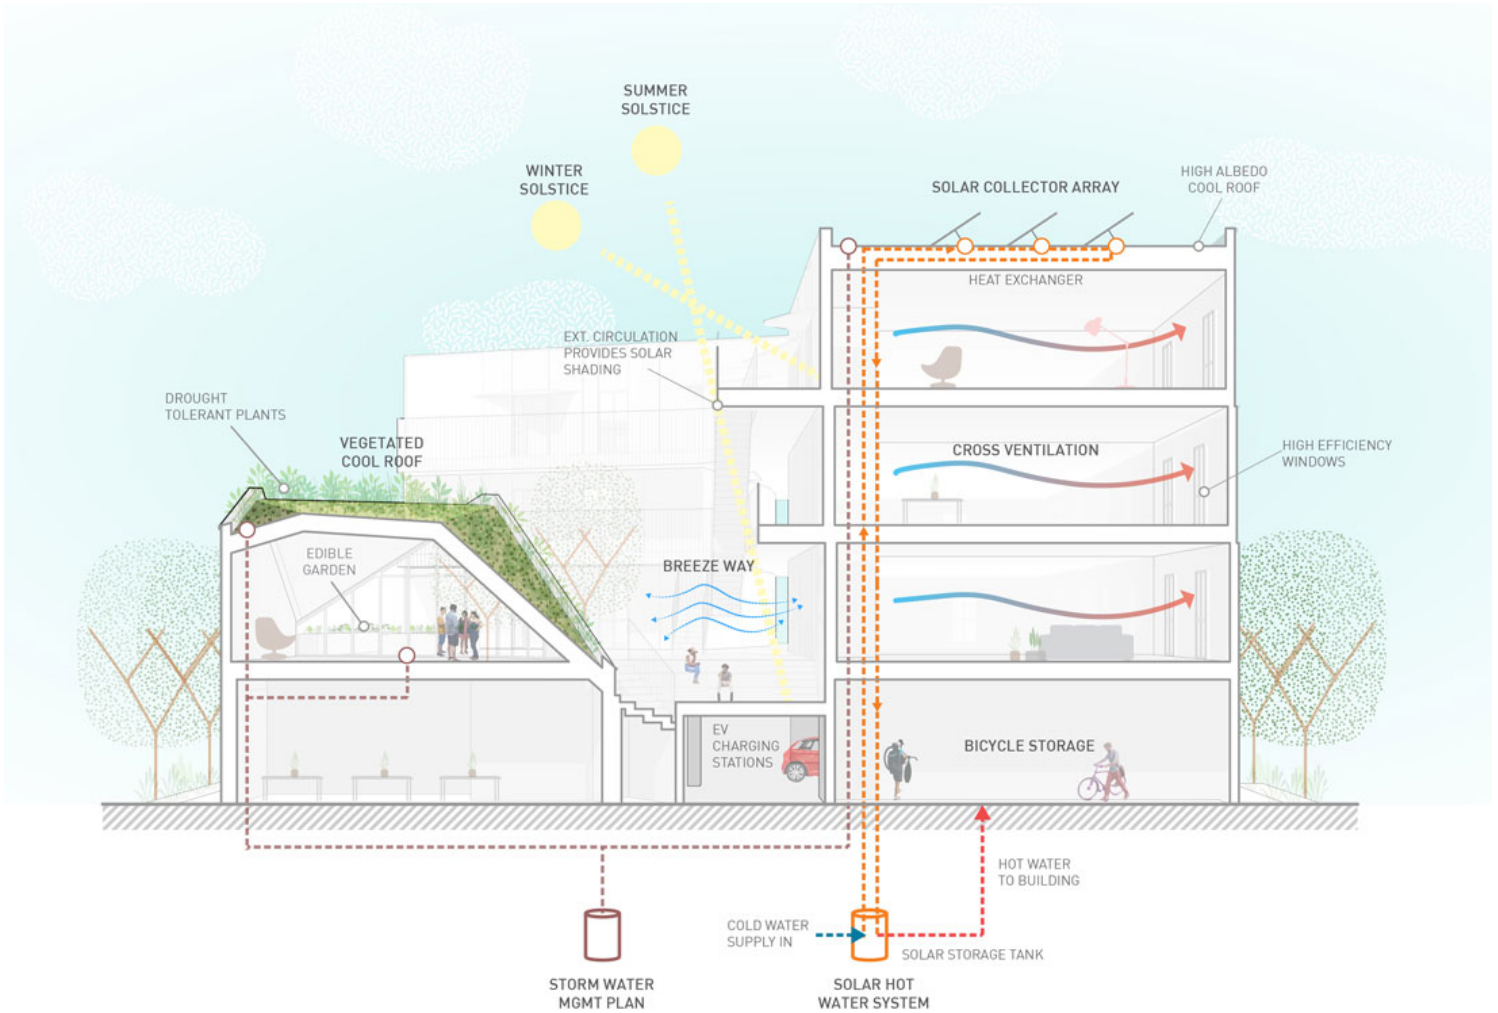 SUMMER
SOLSTICE
WINTER
SOLSTICE
SOLAR COLLECTOR ARRAY
HIGH ALBEDO
COOL ROOF
HEAT EXCHANGER
EXT. CIRCULATION
PROVIDES SOLAR
SHADING
DROUGHT
TOLERANT PLANTS
VEGETATED
COOL ROOF
CROSS VENTILATION
HIGH EFFICIENCY
WINDOWS
EDIBLE
GARDEN
BREEZE WAY
EV
CHARGING
STATIONS
BICYCLE STORAGE
HOT WATER
TO BUILDING
COLD WATER
SUPPLY IN
SOLAR STORAGE TANK
STORM WATER
MGMT PLAN
SOLAR HOT
WATER SYSTEM